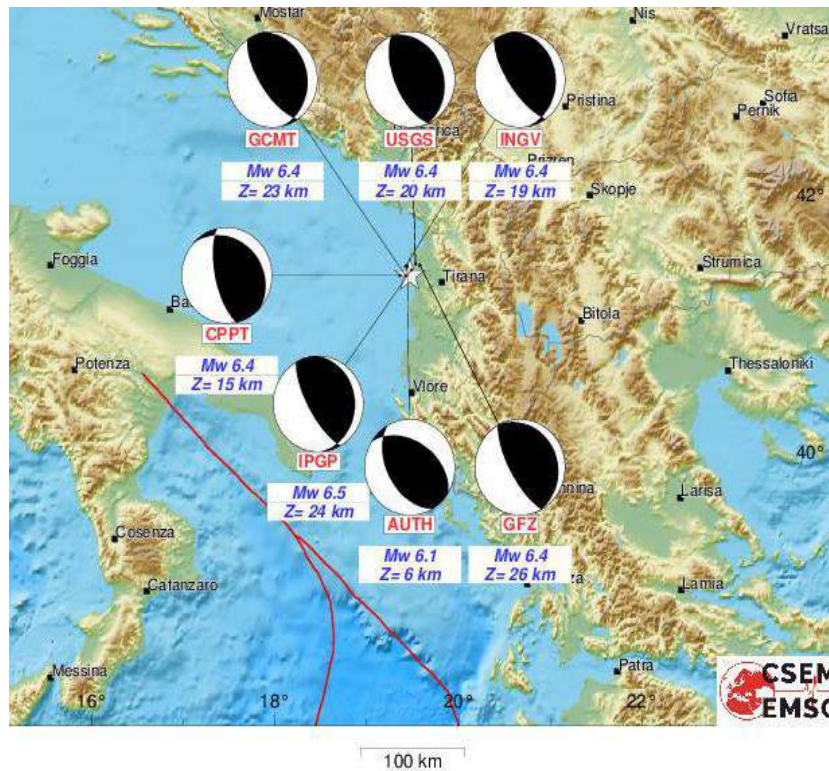 Mostar
Nis
Vratsa
GCMT
USGS
INGV
Pristina
Sofia
Pernik
Mw 6.4
Z= 23 km
Mw 6.4
Z= 20 km
Mw 6.4
Z= 19 km
Skopje
42°
Foggia
Tirana
Strumica
Bitola
CPPT
Mw 6.4
Z= 15 km
Potenza
Vlore
Thessaloniki
40°
IPGP
Mw 6.5
Z= 24 km
AUTH
Mw 6.1
Z= 6 km
GFZ
Mw 6.4
Z= 26 km
Larisa
Cosenza
Catanzaro
Lamia
Messina
Patra
16°
18°
20°
22°
CSEM
EMSC
100 km